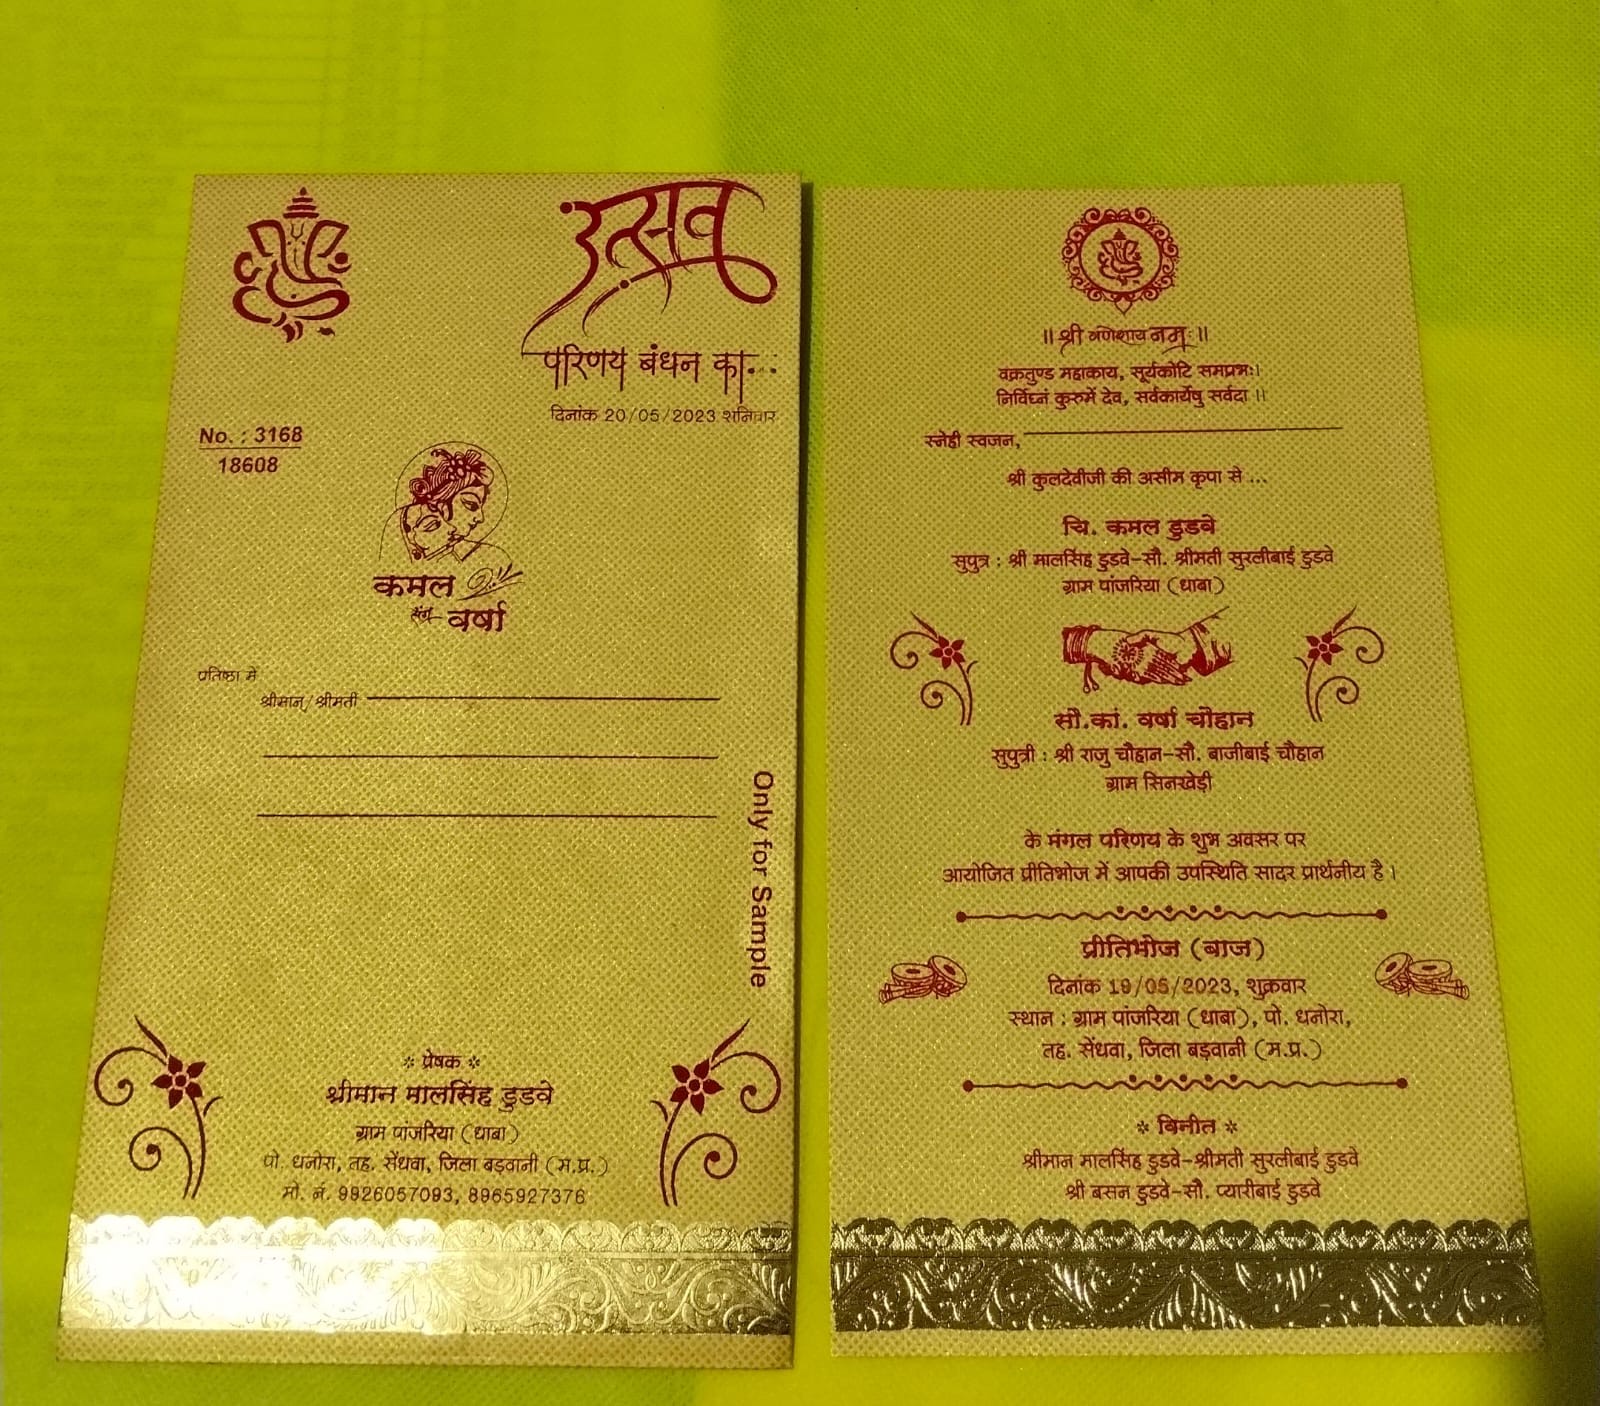 उत्सव
परिणय बंधन का...
दिनांक 20/05/2023 शनिवार
No. : 3168
18608
कमल
संग वर्षा
प्रतिष्ठा में
श्रीमान्/श्रीमती
Only for Sample
❊ प्रेषक ❊
श्रीमान मालसिंह डुडवे
ग्राम पांजरिया (धाबा)
पो. धनोरा, तह. सेंधवा, जिला बड़वानी (म.प्र.)
मो. नं. 9926057093, 8965927376
॥ श्री गणेशाय नमः ॥
वक्रतुण्ड महाकाय, सूर्यकोटि समप्रभः।
निर्विघ्नं कुरुमें देव, सर्वकार्येषु सर्वदा ॥
स्नेही स्वजन,
श्री कुलदेवीजी की असीम कृपा से ...
चि. कमल डुडवे
सुपुत्र : श्री मालसिंह डुडवे-सौ. श्रीमती सुरलीबाई डुडवे
ग्राम पांजरिया (धाबा)
सौ.कां. वर्षा चौहान
सुपुत्री : श्री राजु चौहान-सौ. बाजीबाई चौहान
ग्राम सिनखेड़ी
के मंगल परिणय के शुभ अवसर पर
आयोजित प्रीतिभोज में आपकी उपस्थिति सादर प्रार्थनीय है।
प्रीतिभोज (बाज)
दिनांक 19/05/2023, शुक्रवार
स्थान : ग्राम पांजरिया (धाबा), पो. धनोरा,
तह. सेंधवा, जिला बड़वानी (म.प्र.)
❊ विनीत ❊
श्रीमान मालसिंह डुडवे-श्रीमती सुरलीबाई डुडवे
श्री बसन डुडवे-सौ. प्यारीबाई डुडवे